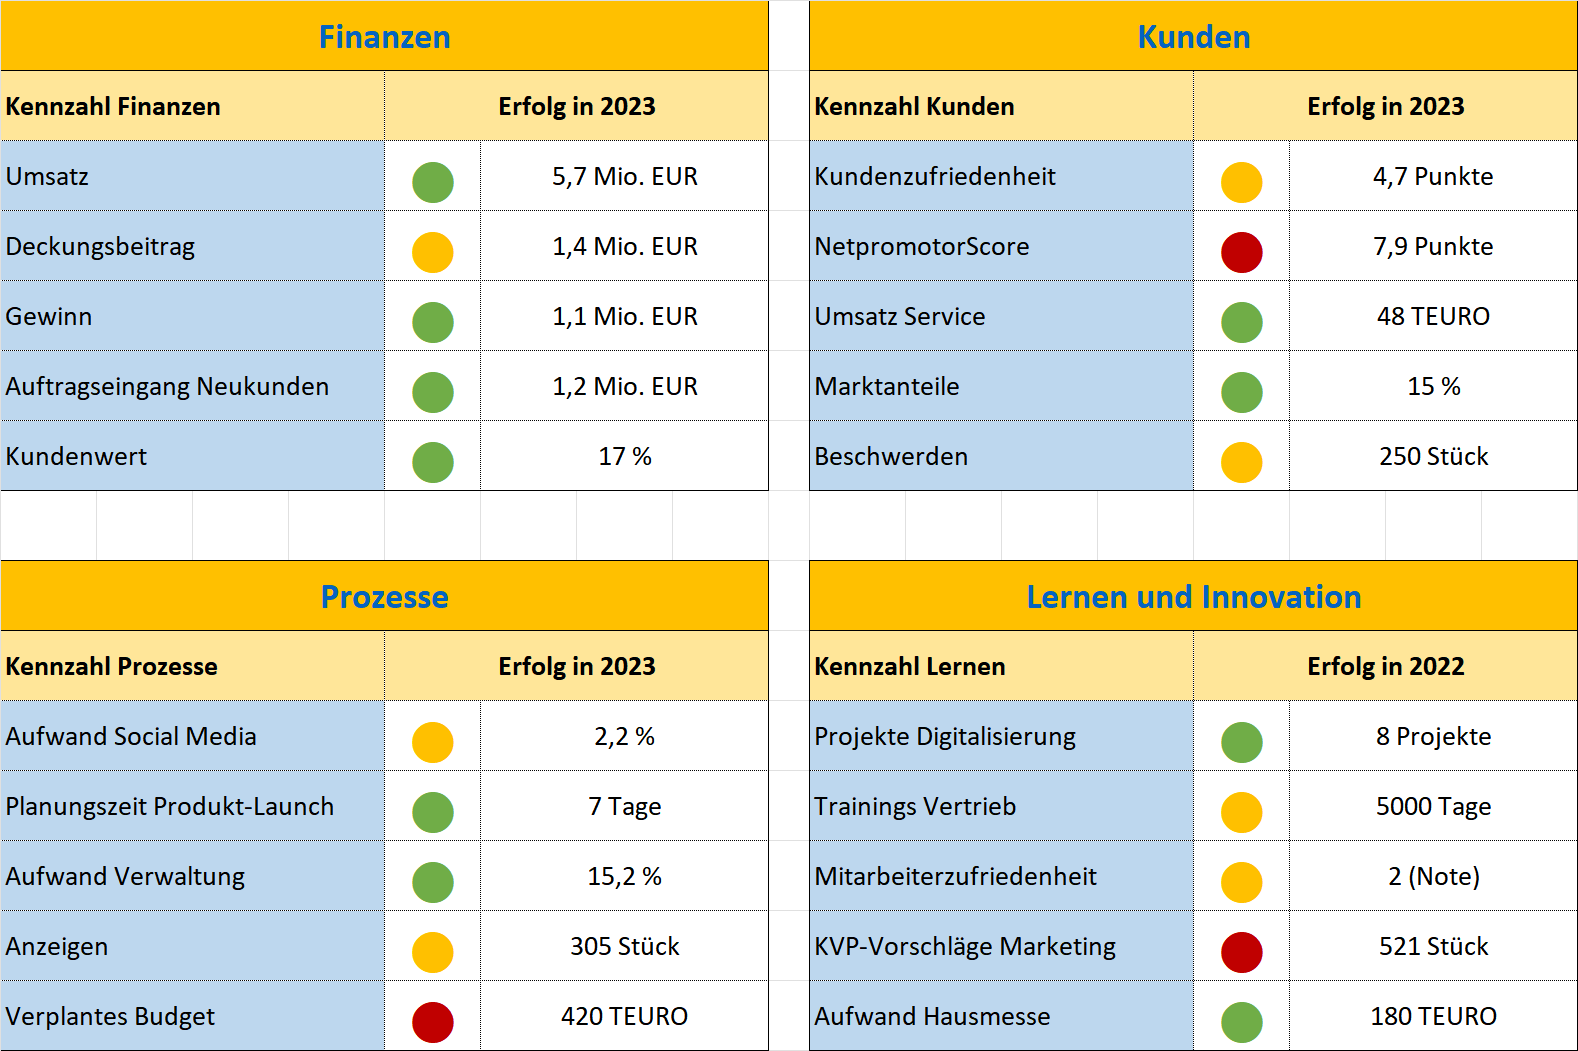 Finanzen
Kennzahl Finanzen Erfolg in 2023
Umsatz 5,7 Mio. EUR
Deckungsbeitrag 1,4 Mio. EUR
Gewinn 1,1 Mio. EUR
Auftragseingang Neukunden 1,2 Mio. EUR
Kundenwert 17 %
Kunden
Kennzahl Kunden Erfolg in 2023
Kundenzufriedenheit 4,7 Punkte
NetpromotorScore 7,9 Punkte
Umsatz Service 48 TEURO
Marktanteile 15 %
Beschwerden 250 Stück
Prozesse
Kennzahl Prozesse Erfolg in 2023
Aufwand Social Media 2,2 %
Planungszeit Produkt-Launch 7 Tage
Aufwand Verwaltung 15,2 %
Anzeigen 305 Stück
Verplantes Budget 420 TEURO
Lernen und Innovation
Kennzahl Lernen Erfolg in 2022
Projekte Digitalisierung 8 Projekte
Trainings Vertrieb 5000 Tage
Mitarbeiterzufriedenheit 2 (Note)
KVP-Vorschläge Marketing 521 Stück
Aufwand Hausmesse 180 TEURO